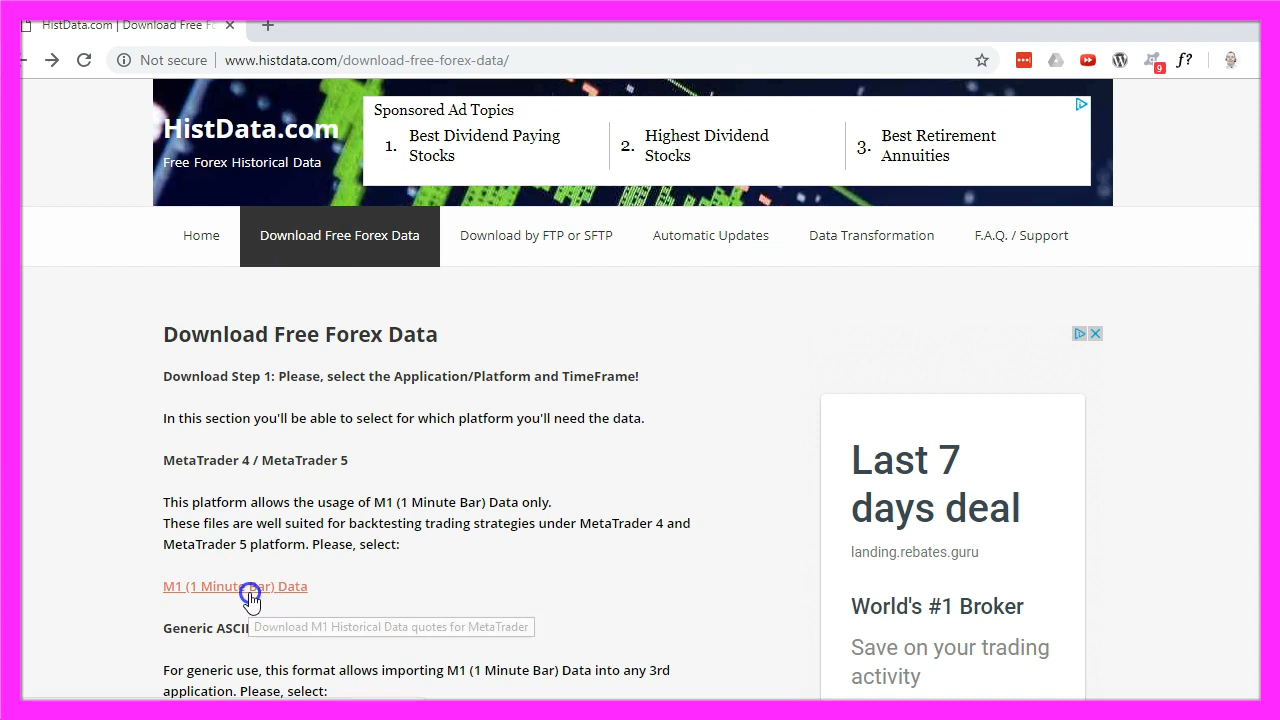 HistData.com | Download Free Fo
Not secure
www.histdata.com/download-free-forex-data/
9
f?
HistData.com
Free Forex Historical Data
Sponsored Ad Topics
1. Best Dividend Paying
Stocks
2. Highest Dividend
Stocks
3. Best Retirement
Annuities
Home
Download Free Forex Data
Download by FTP or SFTP
Automatic Updates
Data Transformation
F.A.Q. / Support
Download Free Forex Data
Download Step 1: Please, select the Application/Platform and TimeFrame!
In this section you'll be able to select for which platform you'll need the data.
MetaTrader 4 / MetaTrader 5
This platform allows the usage of M1 (1 Minute Bar) Data only.
These files are well suited for backtesting trading strategies under MetaTrader 4 and
MetaTrader 5 platform. Please, select:
M1 (1 Minute Bar) Data
Generic ASCII
Download M1 Historical Data quotes for MetaTrader
For generic use, this format allows importing M1 (1 Minute Bar) Data into any 3rd
application. Please, select:
Last 7
days deal
landing.rebates.guru
World's #1 Broker
Save on your trading
activity